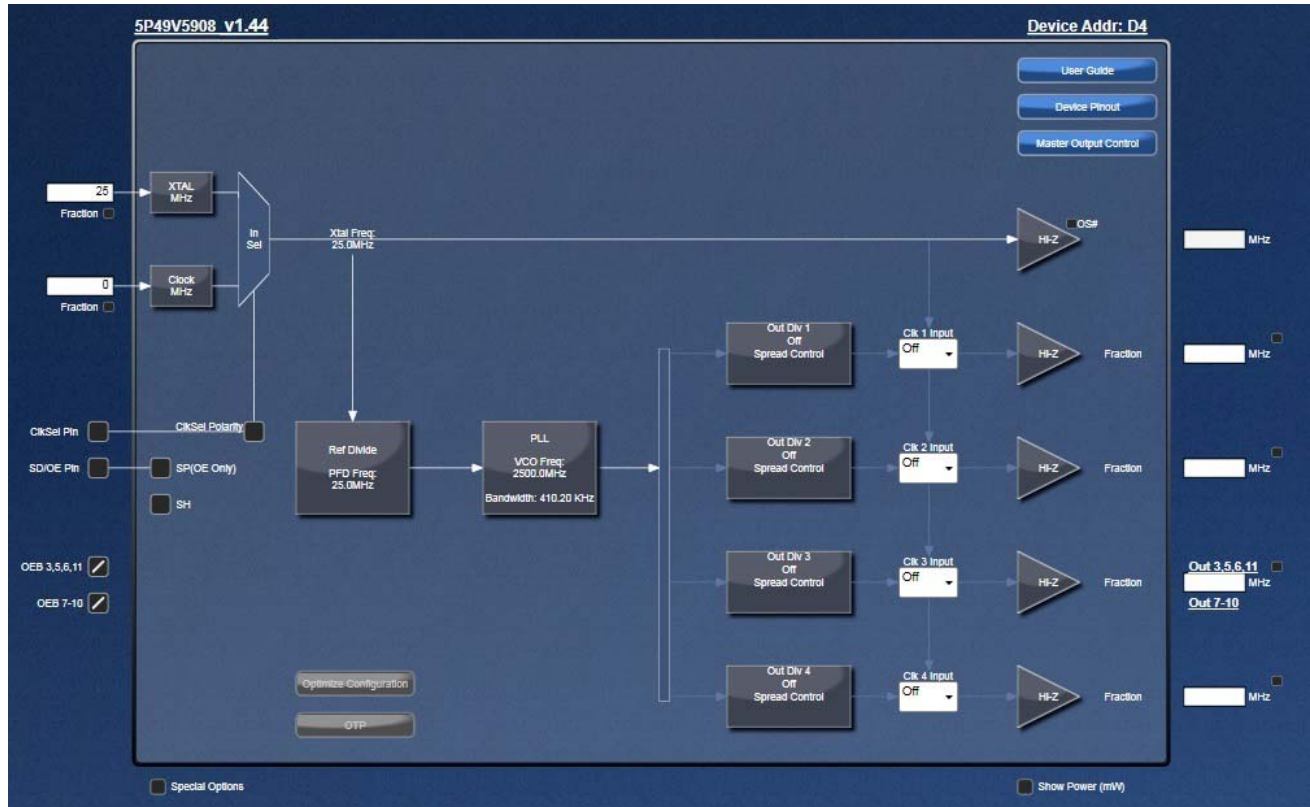 5P49V5908 v1.44
Device Addr: D4
User Guide
Device Pinout
Master Output Control
25
XTAL
MHz
Fraction
In
Sel
Xtal Freq:
25.0MHz
HI-Z
OS#
MHz
0
Clock
MHz
Fraction
Out Div 1
Off
Spread Control
Clk 1 Input
Off
HI-Z
Fraction
MHz
ClkSel Pin
ClkSel Polarity
SD/OE Pin
SP(OE Only)
SH
Ref Divide
PFD Freq:
25.0MHz
PLL
VCO Freq:
2500.0MHz
Bandwidth: 410.20 KHz
Out Div 2
Off
Spread Control
Clk 2 Input
Off
HI-Z
Fraction
MHz
OEB 3,5,6,11
OEB 7-10
Out Div 3
Off
Spread Control
Clk 3 Input
Off
HI-Z
Fraction
Out 3,5,6,11
MHz
Out 7-10
Optimize Configuration
OTP
Out Div 4
Off
Spread Control
Clk 4 Input
Off
HI-Z
Fraction
MHz
Special Options
Show Power (mW)